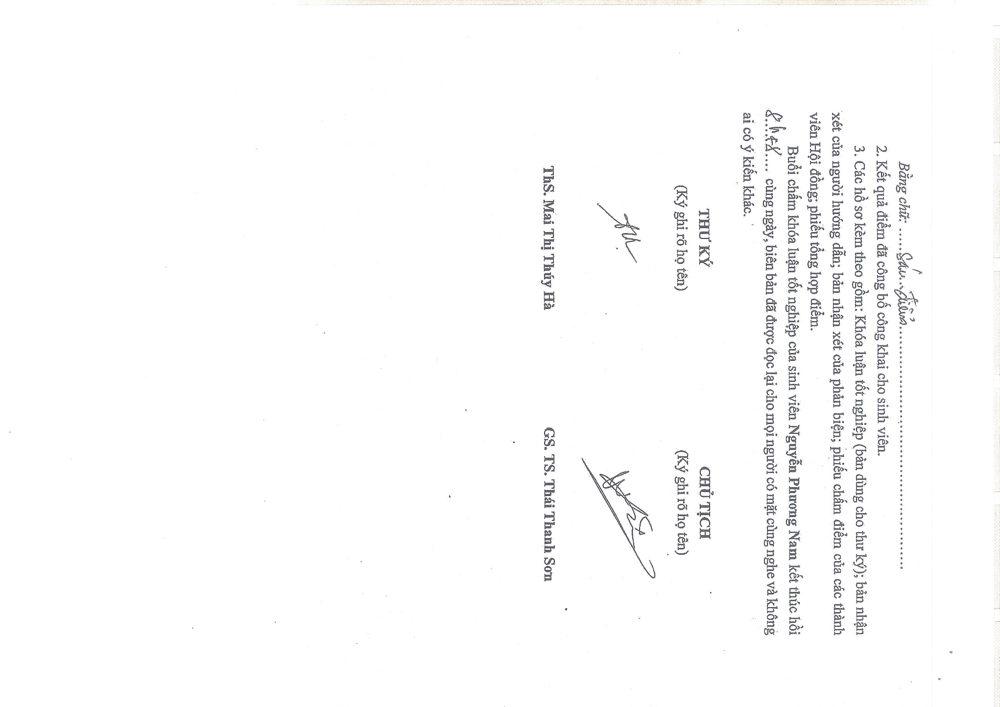 Bằng chữ: ......Sáu...điểm..........................................................
2. Kết quả điểm đã công bố công khai cho sinh viên.
3. Các hồ sơ kèm theo gồm: Khóa luận tốt nghiệp (bản dùng cho thư ký); bản nhận
xét của người hướng dẫn; bản nhận xét của phản biện; phiếu chấm điểm của các thành
viên Hội đồng; phiếu tổng hợp điểm.
Buổi chấm khóa luận tốt nghiệp của sinh viên Nguyễn Phương Nam kết thúc hồi
cùng ngày, biên bản đã được đọc lại cho mọi người có mặt cùng nghe và không
ai có ý kiến khác.
THƯ KÝ
(Ký ghi rõ họ tên)
ThS. Mai Thị Thúy Hà
CHỦ TỊCH
(Ký ghi rõ họ tên)
GS. TS. Thái Thanh Sơn